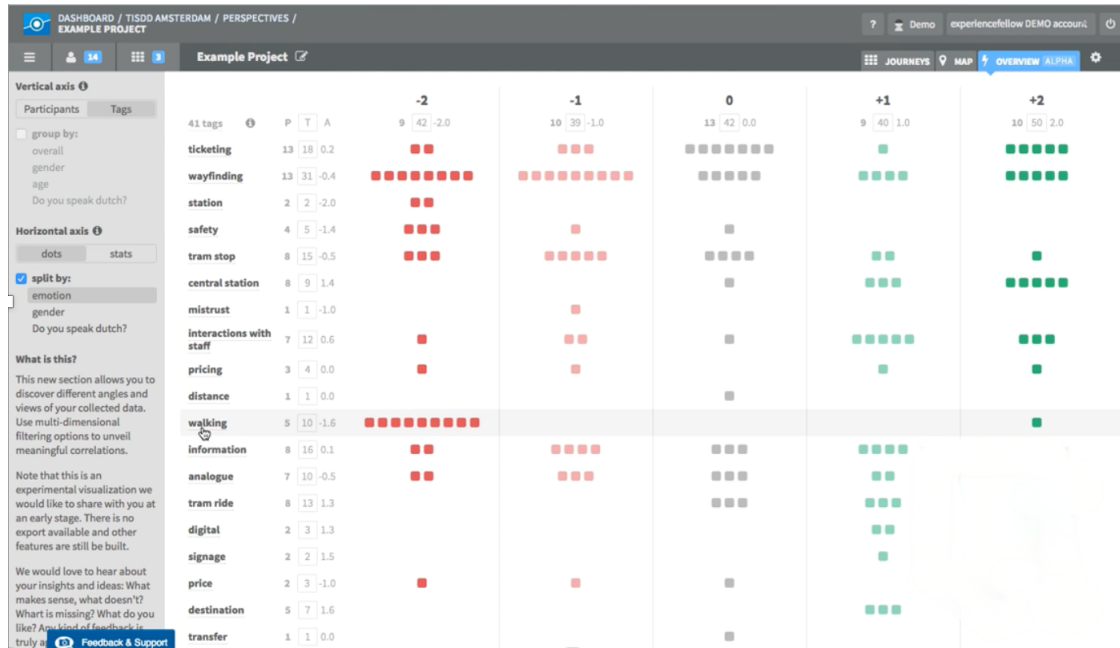 DASHBOARD / TISDD AMSTERDAM / PERSPECTIVES /
EXAMPLE PROJECT
? Demo experiencefellow DEMO account
14 3 Example Project JOURNEYS MAP OVERVIEW ALPHA
Vertical axis
Participants Tags
group by:
overall
gender
age
Do you speak dutch?
Horizontal axis
dots stats
split by:
emotion
gender
Do you speak dutch?
What is this?
This new section allows you to
discover different angles and
views of your collected data.
Use multi-dimensional
filtering options to unveil
meaningful correlations.
Note that this is an
experimental visualization we
would like to share with you at
an early stage. There is no
export available and other
features are still be built.
We would love to hear about
your insights and ideas: What
makes sense, what doesn't?
Whart is missing? What do you
like? Any kind of feedback is
truly
Feedback & Support
-2 -1 0 +1 +2
41 tags P T A 9 42 -2.0 10 39 -1.0 13 42 0.0 9 40 1.0 10 50 2.0
ticketing 13 18 0.2
wayfinding 13 31 -0.4
station 2 2 -2.0
safety 4 5 -1.4
tram stop 8 15 -0.5
central station 8 9 1.4
mistrust 1 1 -1.0
interactions with
staff 7 12 0.6
pricing 3 4 0.0
distance 1 1 0.0
walking 5 10 -1.6
information 8 16 0.1
analogue 7 10 -0.5
tram ride 8 13 1.3
digital 2 3 1.3
signage 2 2 1.5
price 2 3 -1.0
destination 5 7 1.6
transfer 1 1 0.0